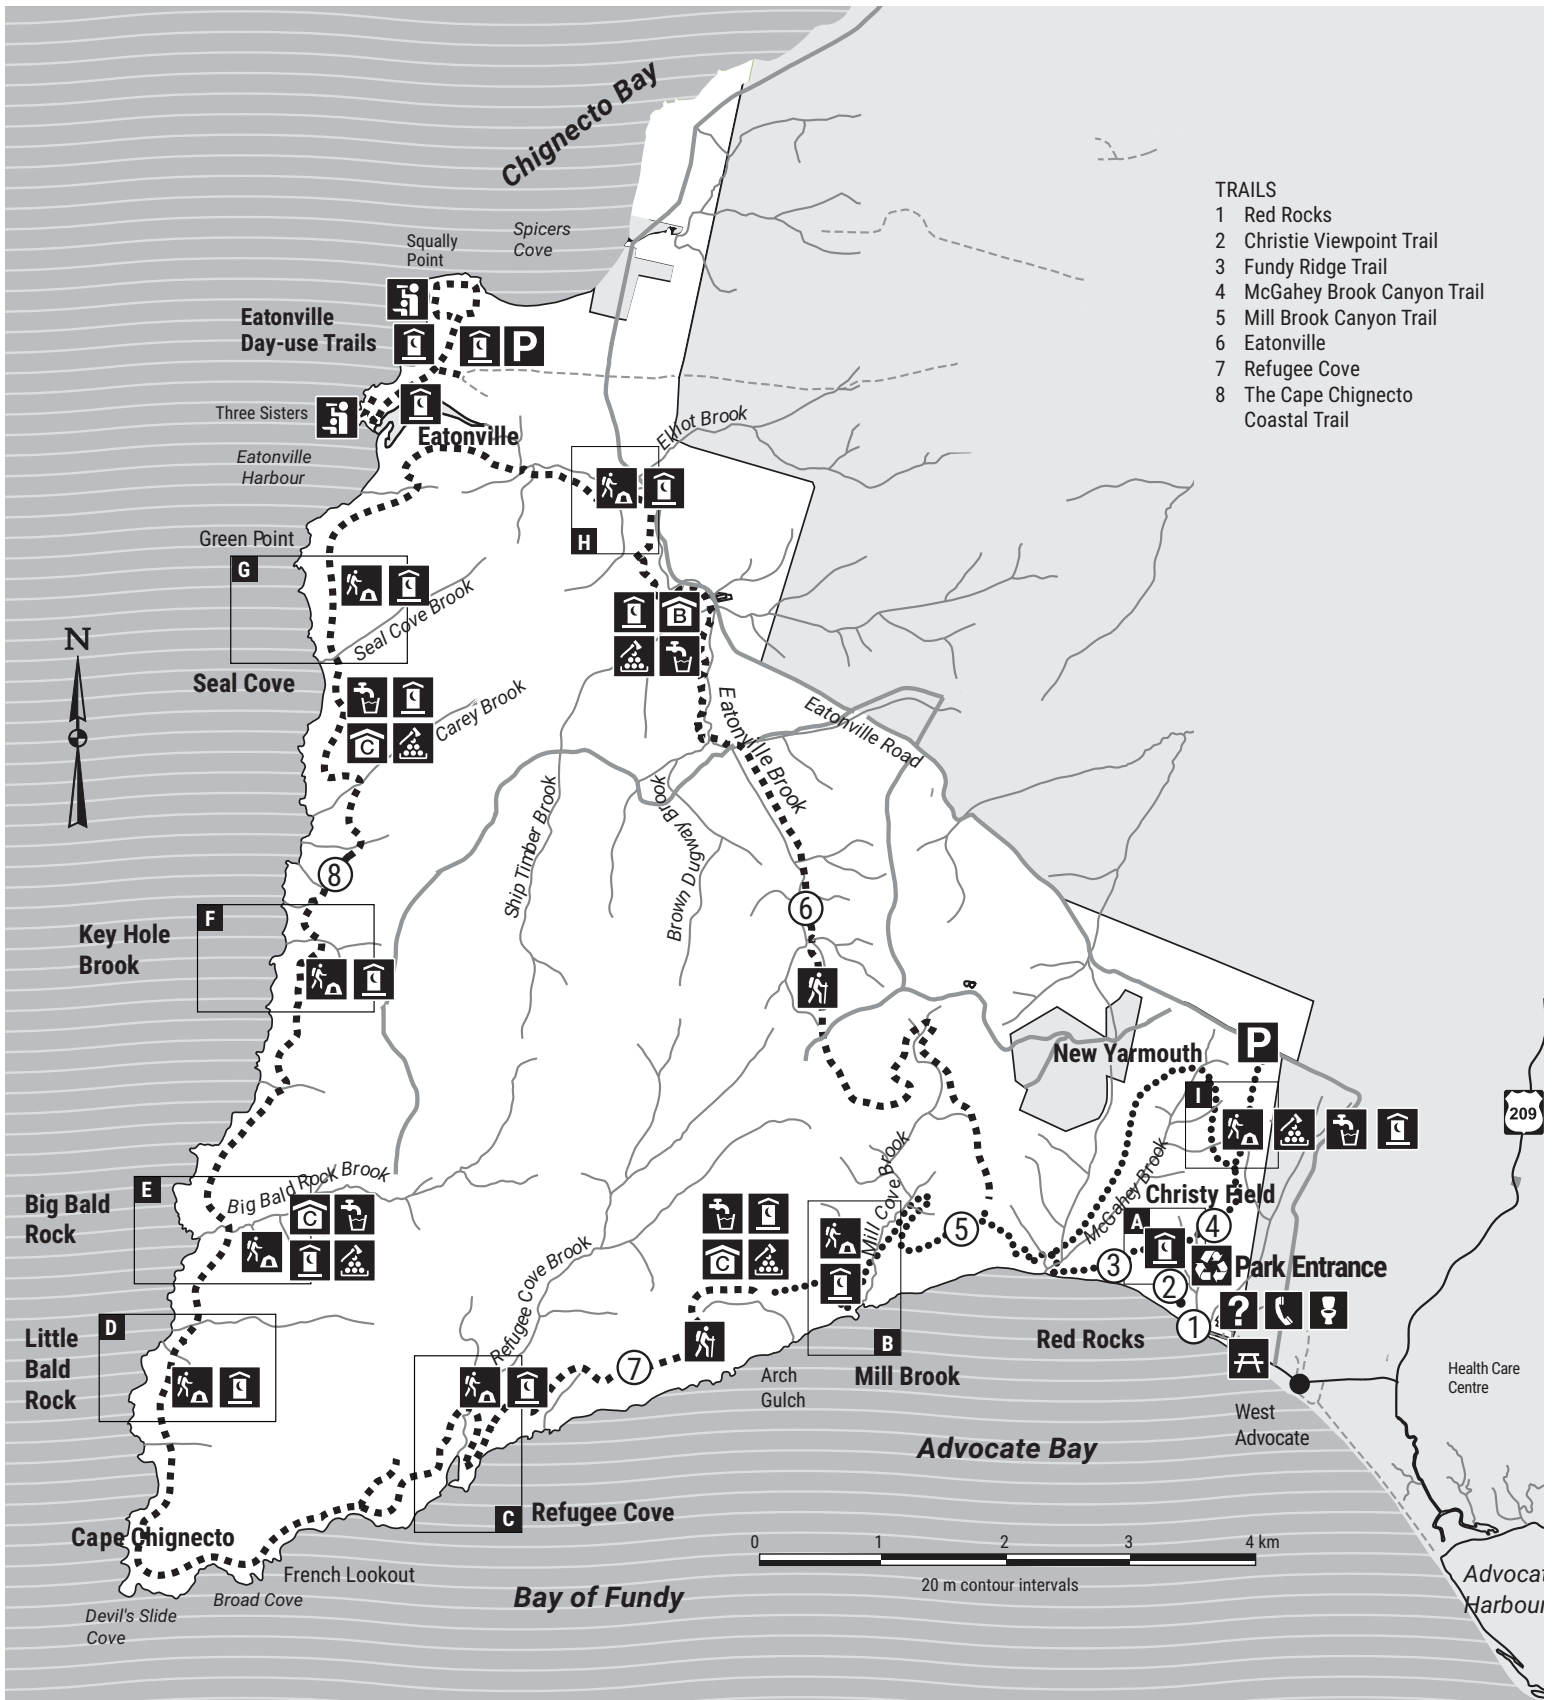 Chignecto Bay
TRAILS
1 Red Rocks
2 Christie Viewpoint Trail
3 Fundy Ridge Trail
4 McGahey Brook Canyon Trail
5 Mill Brook Canyon Trail
6 Eatonville
7 Refugee Cove
8 The Cape Chignecto
Coastal Trail
Spicers
Cove
Squally
Point
Eatonville
Day-use Trails
P
Three Sisters
Eatonville
Elliot Brook
Eatonville
Harbour
Green Point
H
G
Seal Cove Brook
B
N
Seal Cove
Carey Brook
C
Eatonville Brook
Eatonville Road
Ship Timber Brook
Brown Dugway Brook
8
6
F
Key Hole
Brook
New Yarmouth
P
I
209
McGahey Brook
Mill Cove Brook
Christy Field
E
Big Bald
Rock
Big Bald Rock Brook
C
C
5
A
4
3
Park Entrance
2
?
1
Refugee Cove Brook
D
Little
Bald
Rock
7
B
Red Rocks
Mill Brook
Arch
Gulch
Health Care
Centre
West
Advocate
Advocate Bay
C
Refugee Cove
Cape Chignecto
French Lookout
Broad Cove
Devil's Slide
Cove
Bay of Fundy
0 1 2 3 4 km
20 m contour intervals
Advocat
Harbour